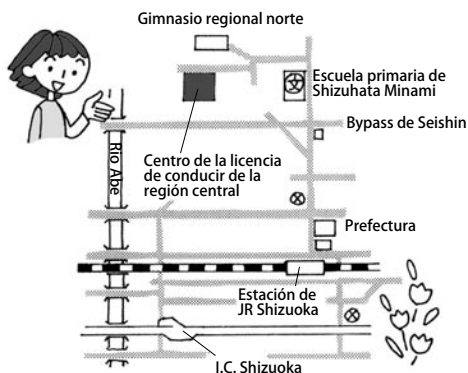 Gimnasio regional norte
Escuela primaria de
Shizuhata Minami
Bypass de Seishin
Centro de la licencia
de conducir de la
región central
Río Abe
Prefectura
Estación de
JR Shizuoka
I.C. Shizuoka